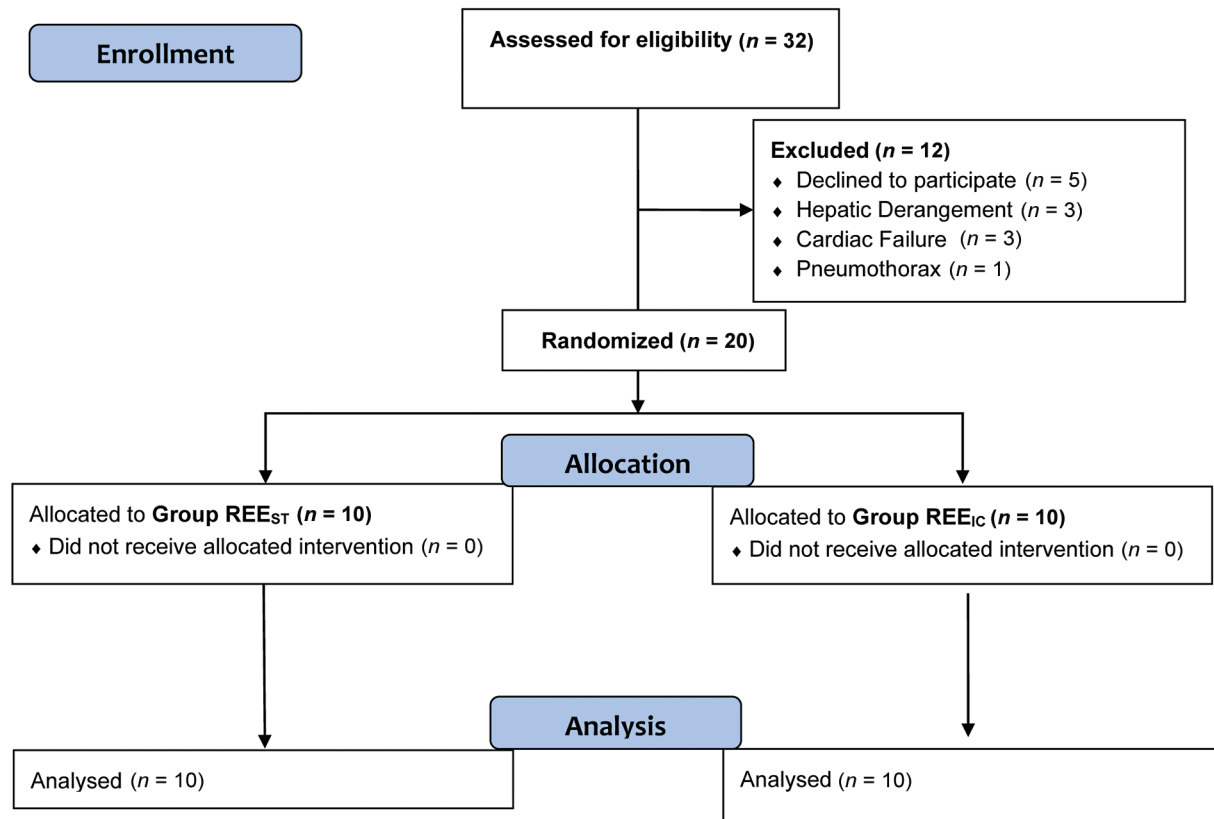 Enrollment
Assessed for eligibility (n = 32)
Excluded (n = 12)
♦ Declined to participate (n = 5)
♦ Hepatic Derangement (n = 3)
♦ Cardiac Failure (n = 3)
♦ Pneumothorax (n = 1)
Randomized (n = 20)
Allocation
Allocated to Group REE_ST (n = 10)
♦ Did not receive allocated intervention (n = 0)
Allocated to Group REE_IC (n = 10)
♦ Did not receive allocated intervention (n = 0)
Analysis
Analysed (n = 10)
Analysed (n = 10)